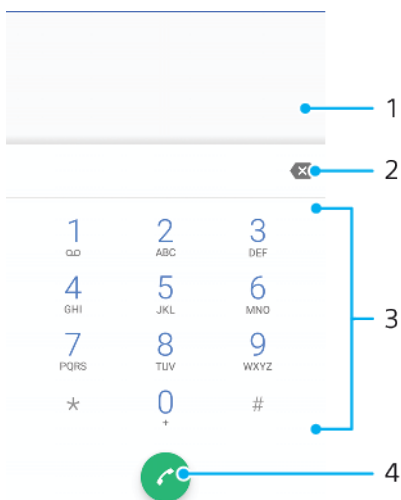 1
2
1 2 3
ABC DEF
4 5 6
GHI JKL MNO
3
7 8 9
PQRS TUV WXYZ
* 0 #
+
4